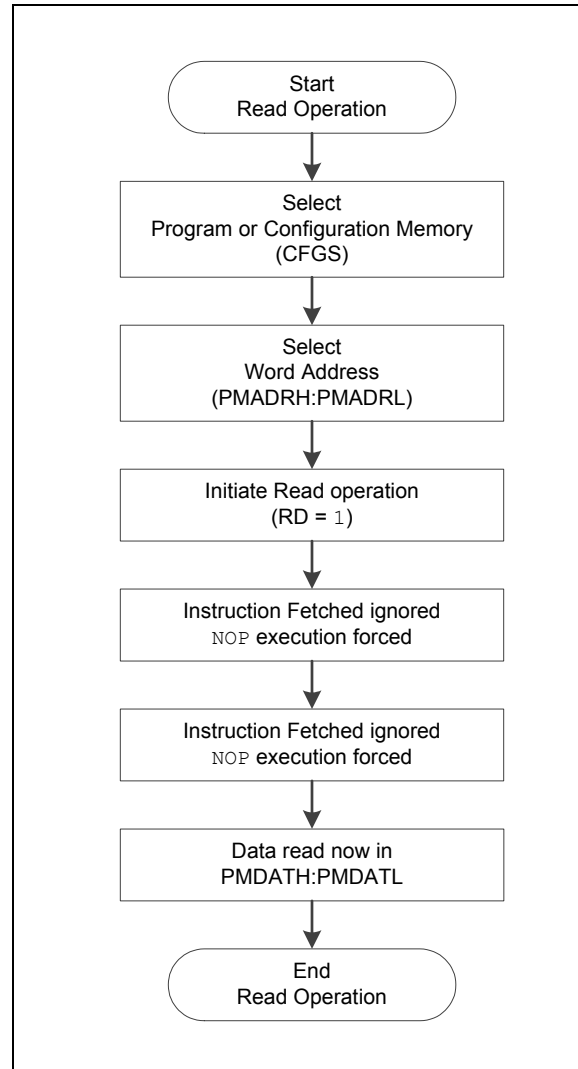 Start
Read Operation
Select
Program or Configuration Memory
(CFGS)
Select
Word Address
(PMADRH:PMADRL)
Initiate Read operation
(RD = 1)
Instruction Fetched ignored
NOP execution forced
Instruction Fetched ignored
NOP execution forced
Data read now in
PMDATH:PMDATL
End
Read Operation